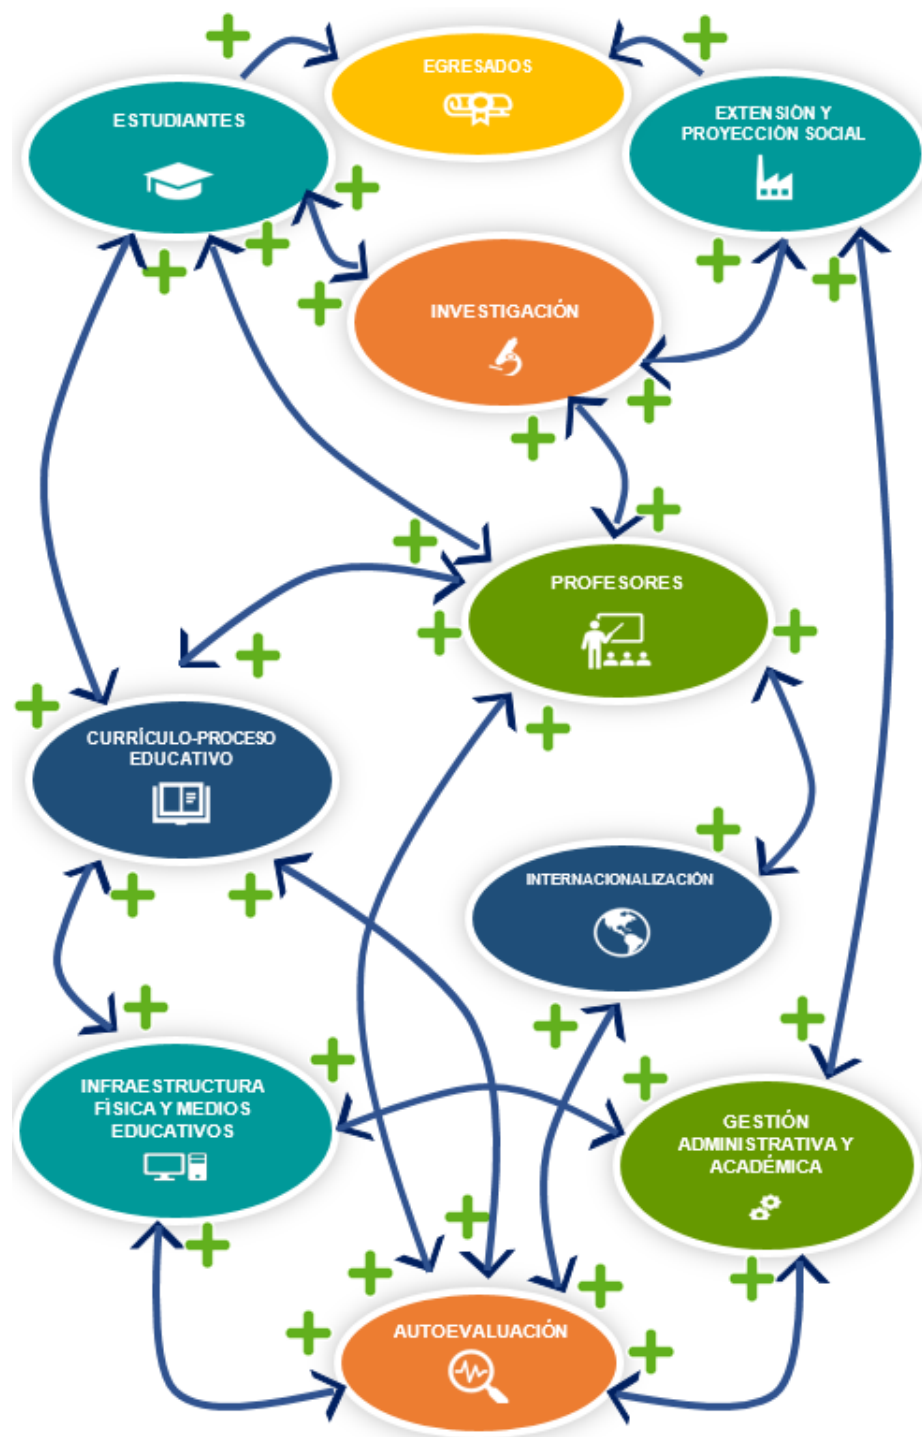 EGRESADOS
ESTUDIANTES
EXTENSIÓN Y
PROYECCIÓN SOCIAL
INVESTIGACIÓN
PROFESORES
CURRÍCULO-PROCESO
EDUCATIVO
INTERNACIONALIZACIÓN
INFRAESTRUCTURA
FÍSICA Y MEDIOS
EDUCATIVOS
GESTIÓN
ADMINISTRATIVA Y
ACADÉMICA
AUTOEVALUACIÓN